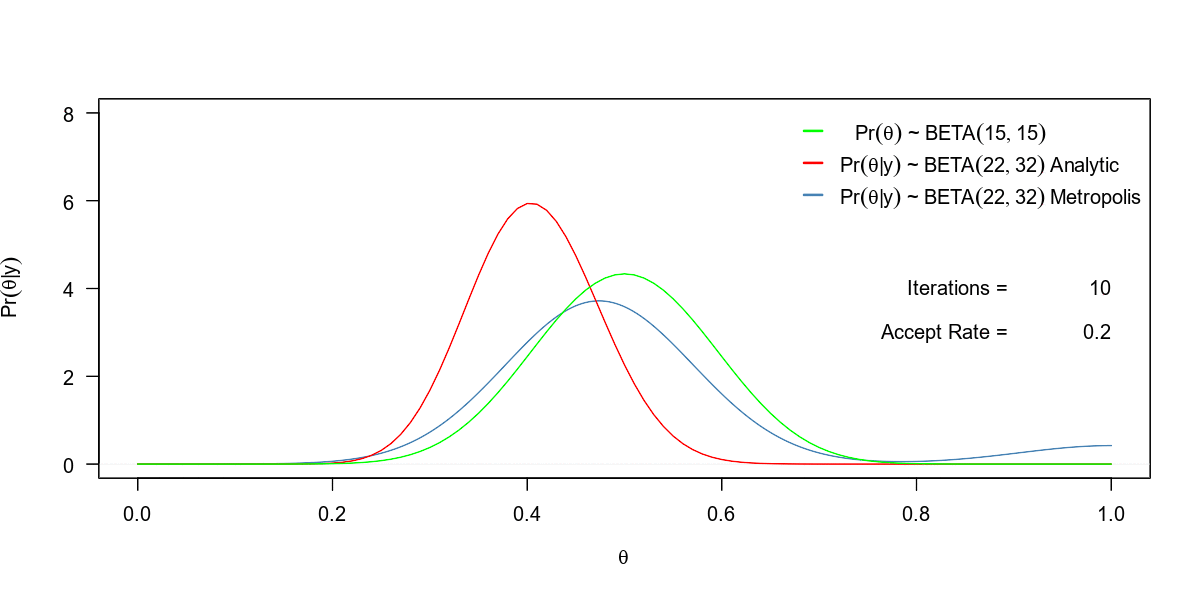 Pr(θ) ~ BETA(15, 15)
Pr(θ|y) ~ BETA(22, 32) Analytic
Pr(θ|y) ~ BETA(22, 32) Metropolis
Iterations = 10
Accept Rate = 0.2
Pr(θ|y)
8
6
4
2
0
0.0 0.2 0.4 0.6 0.8 1.0
θ